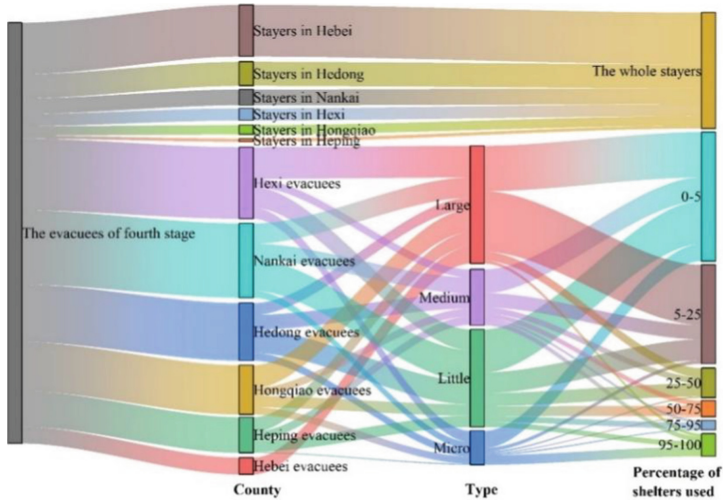 Stayers in Hebei
Stayers in Hedong
Stayers in Nankai
Stayers in Hexi
Stayers in Hongqiao
Stayers in Heping
Hexi evacuees
The evacuees of fourth stage
Nankai evacuees
Hedong evacuees
Hongqiao evacuees
Heping evacuees
Hebei evacuees
County
Large
Medium
Little
Micro
Type
The whole stayers
0-5
5-25
25-50
50-75
75-95
95-100
Percentage of
shelters used